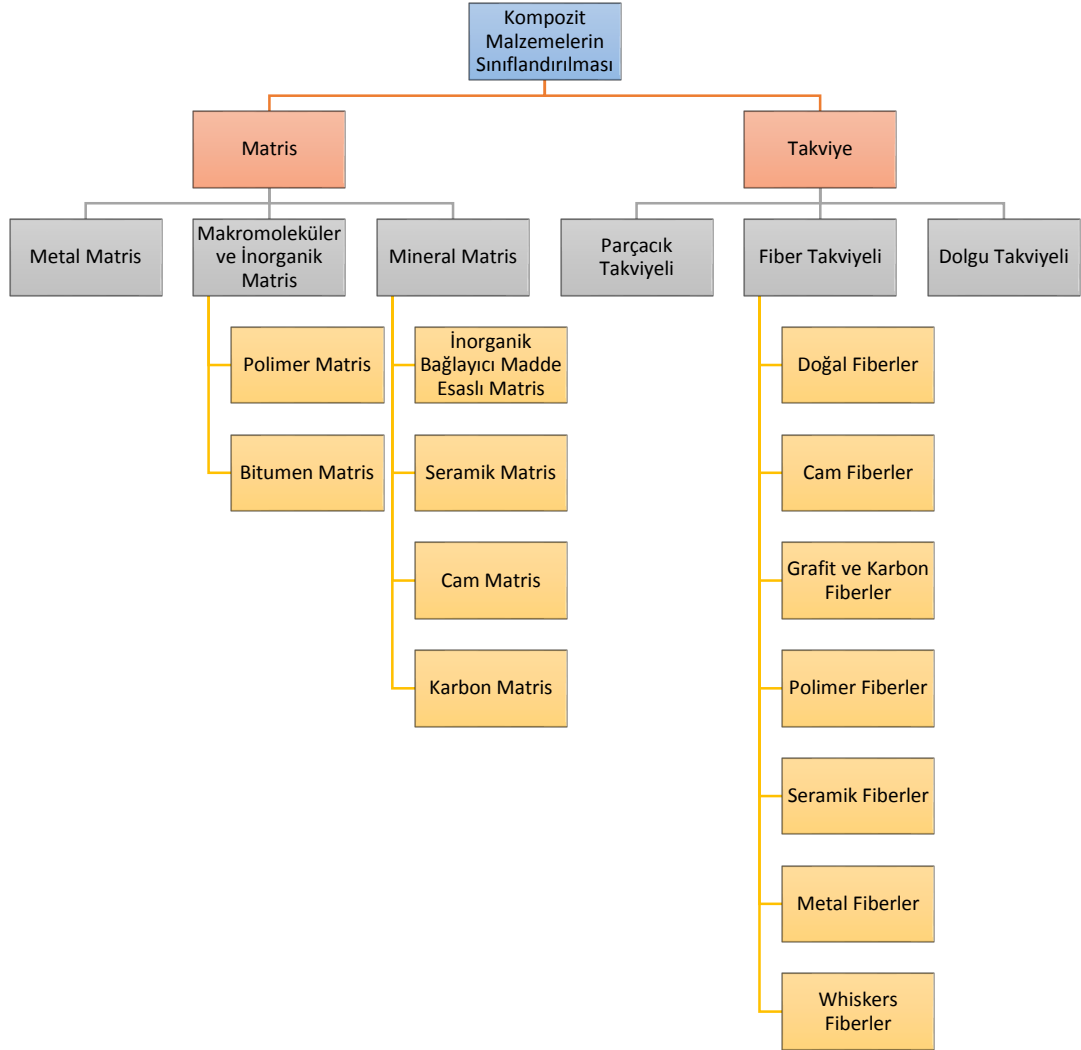 Kompozit
Malzemelerin
Sınıflandırılması
Matris
Takviye
Metal Matris
Makromoleküler
ve İnorganik
Matris
Mineral Matris
Parçacık
Takviyeli
Fiber Takviyeli
Dolgu Takviyeli
Polimer Matris
Bitumen Matris
İnorganik
Bağlayıcı Madde
Esaslı Matris
Seramik Matris
Cam Matris
Karbon Matris
Doğal Fiberler
Cam Fiberler
Grafit ve Karbon
Fiberler
Polimer Fiberler
Seramik Fiberler
Metal Fiberler
Whiskers
Fiberler